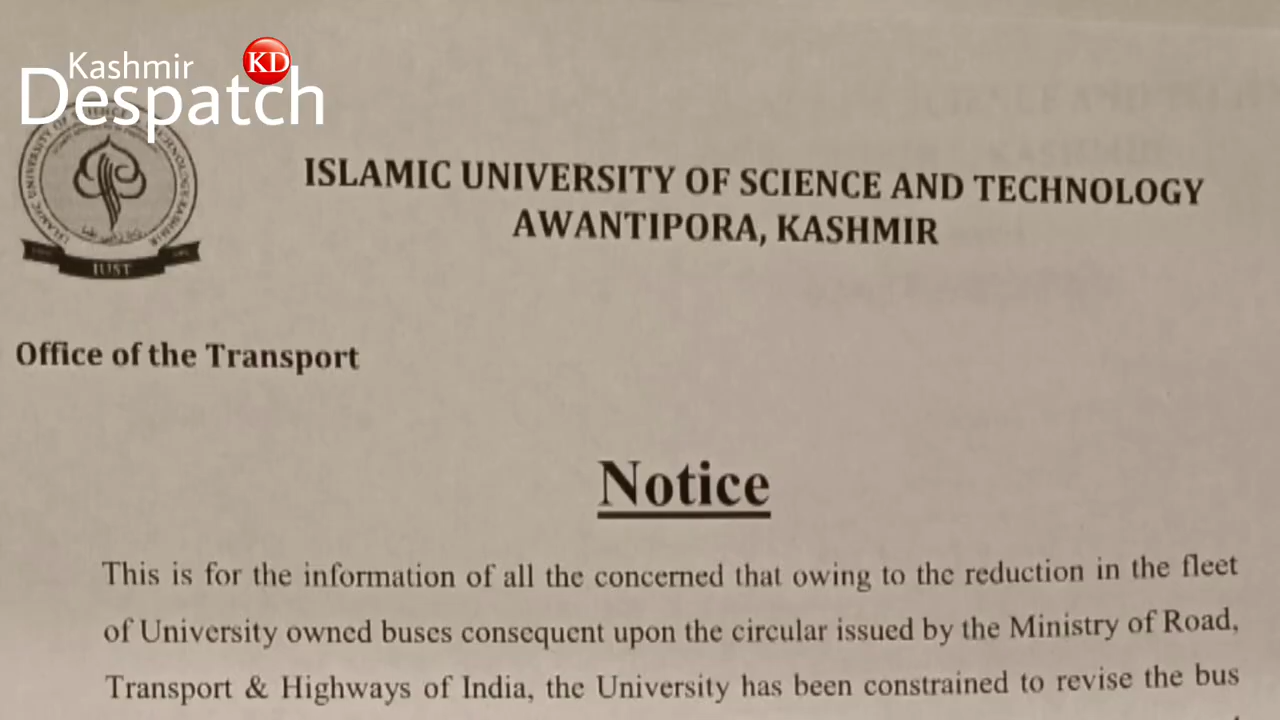 Kashmir KD
Despatch
IUST
ISLAMIC UNIVERSITY OF SCIENCE AND TECHNOLOGY
AWANTIPORA, KASHMIR
Office of the Transport
Notice
This is for the information of all the concerned that owing to the reduction in the fleet
of University owned buses consequent upon the circular issued by the Ministry of Road,
Transport & Highways of India, the University has been constrained to revise the bus